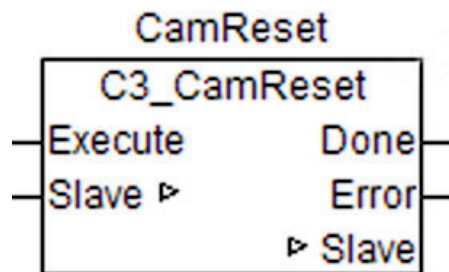 CamReset
C3_CamReset
Execute Done
Slave Error
Slave